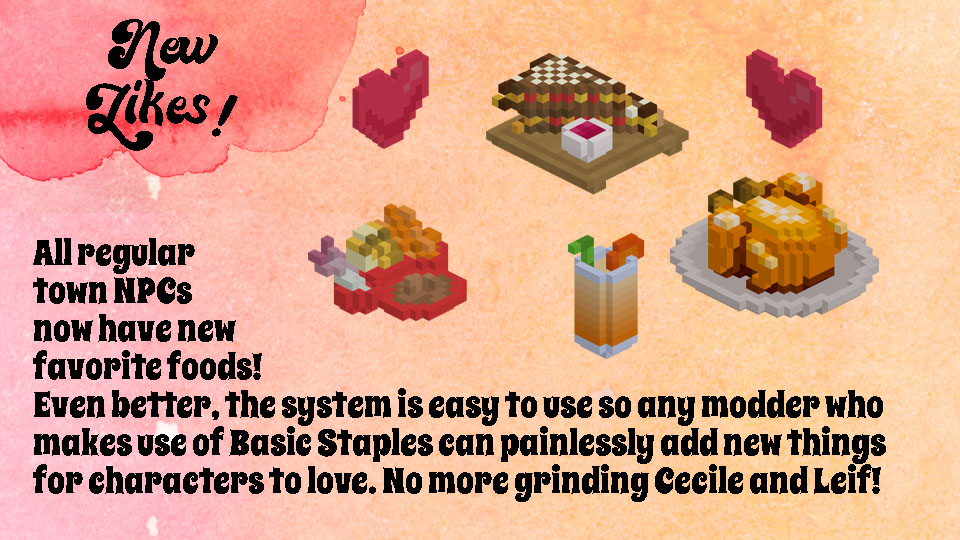 New
Likes!
All regular
town NPCs
now have new
favorite foods!
Even better, the system is easy to use so any modder who
makes use of Basic Staples can painlessly add new things
for characters to love. No more grinding Cecile and Leif!